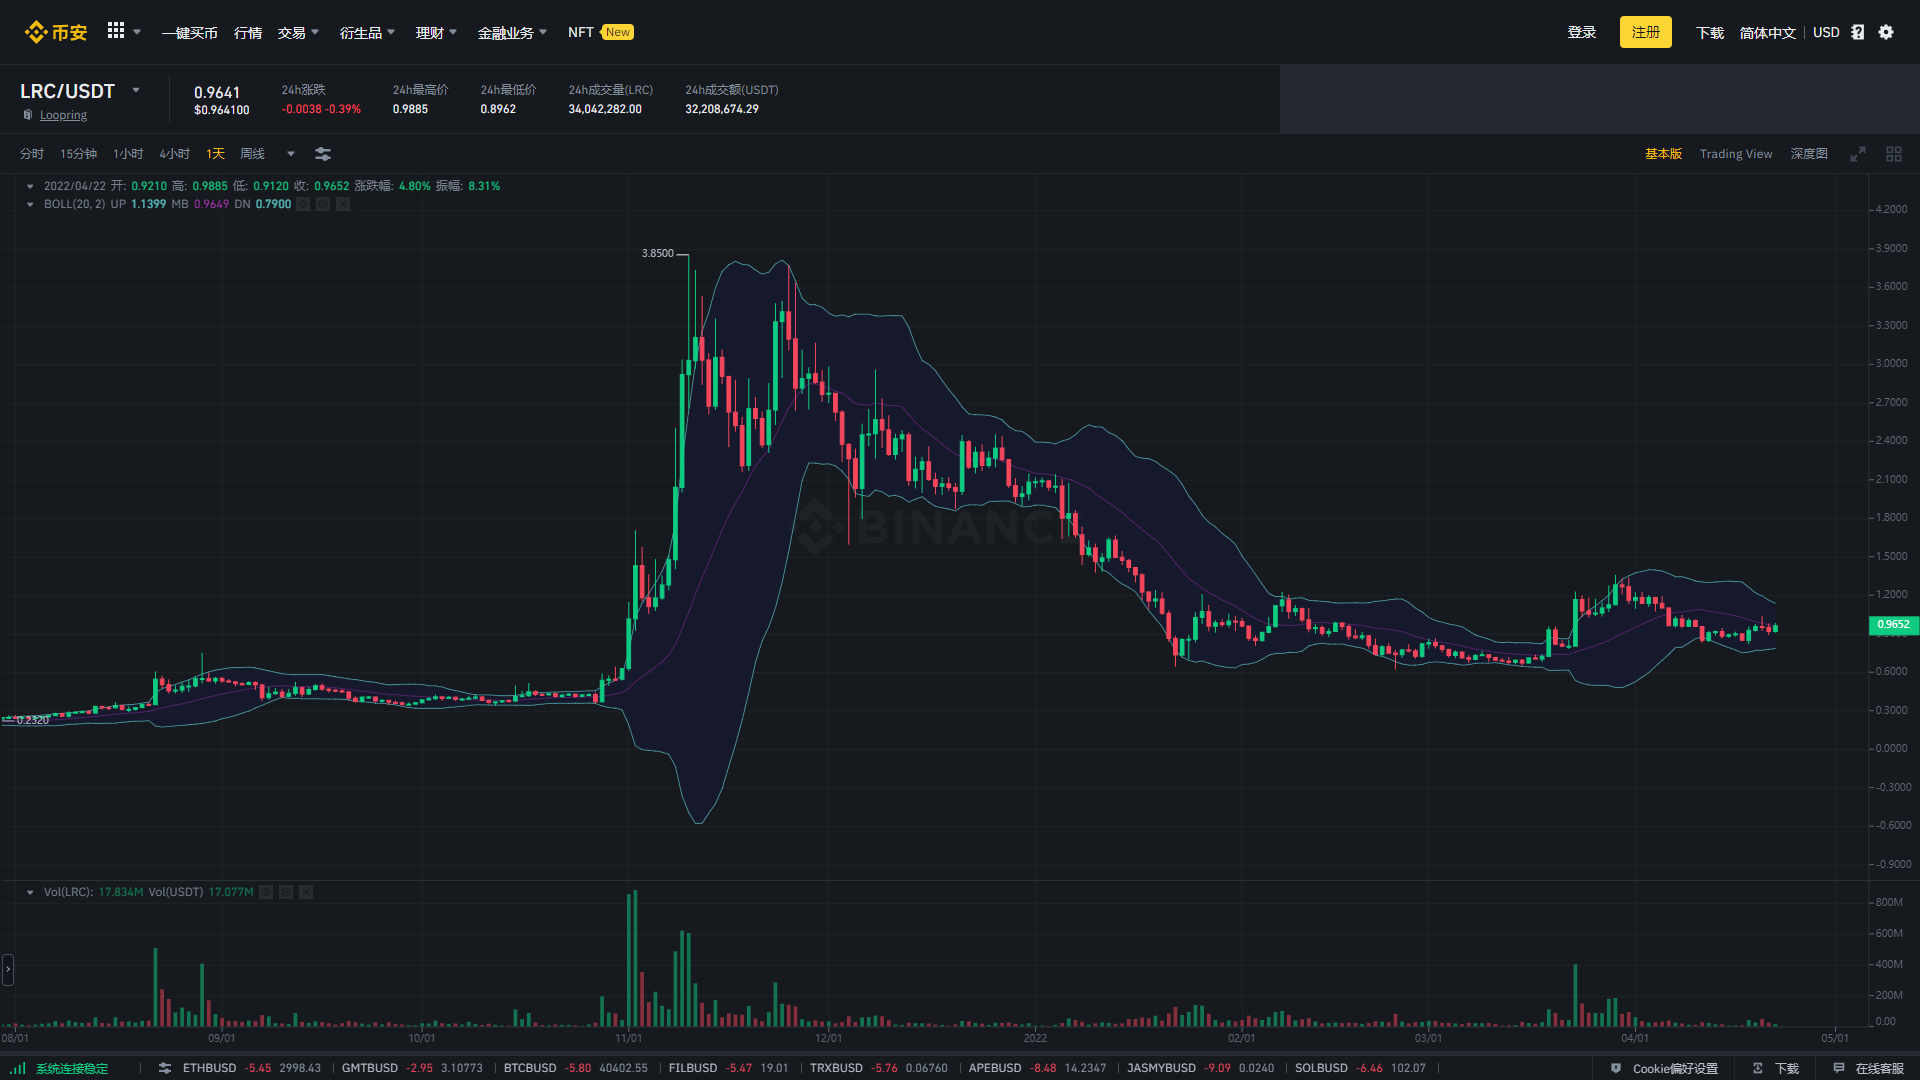 币安 一键买币 行情 交易 衍生品 理财 金融业务 NFT New 登录 注册 下载 简体中文 USD
LRC/USDT
Loopring
0.9641
$0.964100
24h涨跌
-0.0038 -0.39%
24h最高价
0.9885
24h最低价
0.8962
24h成交量(LRC)
34,042,282.00
24h成交额(USDT)
32,208,674.29
分时 15分钟 1小时 4小时 1天 周线 基本版 Trading View 深度图
2022/04/22 开: 0.9210 高: 0.9885 低: 0.9120 收: 0.9652 涨跌幅: 4.80% 振幅: 8.31%
BOLL(20, 2) UP 1.1399 MB 0.9649 DN 0.7900
4.2000
3.9000
3.8500
3.6000
3.3000
3.0000
2.7000
2.4000
2.1000
1.8000
BINANCE
1.5000
1.2000
0.9652
0.6000
0.3000
0.2320
0.0000
-0.3000
-0.6000
-0.9000
Vol(LRC): 17.834M Vol(USDT) 17.077M
800M
600M
400M
200M
0.00
08/01 09/01 10/01 11/01 12/01 2022 02/01 03/01 04/01 05/01
系统连接稳定 ETHBUSD -5.45 2998.43 GMTBUSD -2.95 3.10773 BTCBUSD -5.80 40402.55 FILBUSD -5.47 19.01 TRXBUSD -5.76 0.06760 APEBUSD -8.48 14.2347 JASMYBUSD -9.09 0.0240 SOLBUSD -6.46 102.07 Cookie偏好设置 下载 在线客服